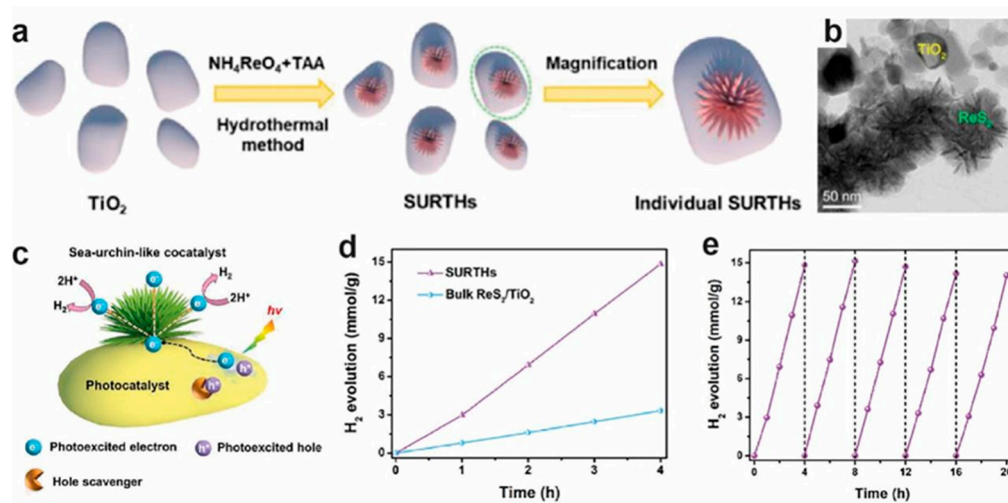 a
NH₄ReO₄+TAA
Hydrothermal
method
TiO₂
SURTHs
Magnification
Individual SURTHs
b
TiO₂
ReS₂
50 nm
c
Sea-urchin-like cocatalyst
2H⁺
H₂
e⁻
e⁻
e⁻
H₂
2H⁺
hv
e⁻
e⁻
h⁺
h⁺
Photocatalyst
e⁻ Photoexcited electron
h⁺ Photoexcited hole
Hole scavenger
d
H₂ evolution (mmol/g)
15
12
9
6
3
0
SURTHs
Bulk ReS₂/TiO₂
0 1 2 3 4
Time (h)
e
H₂ evolution (mmol/g)
15
12
9
6
3
0
0 4 8 12 16 20
Time (h)